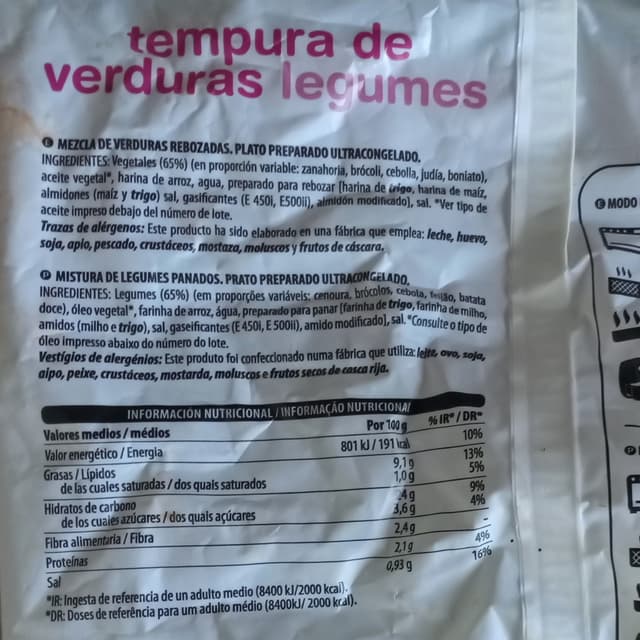 tempura de
verduras legumes
E MEZCLA DE VERDURAS REBOZADAS. PLATO PREPARADO ULTRACONGELADO.
INGREDIENTES: Vegetales (65%) (en proporción variable: zanahoria, brócoli, cebolla, judía, boniato),
aceite vegetal*, harina de arroz, agua, preparado para rebozar [harina de trigo, harina de maíz,
almidones (maíz y trigo) sal, gasificantes (E 450i, E500ii), almidón modificado], sal. *Ver tipo de
aceite impreso debajo del número de lote.
Trazas de alérgenos: Este producto ha sido elaborado en una fábrica que emplea: leche, huevo,
soja, apio, pescado, crustáceos, mostaza, moluscos y frutos de cáscara.
P MISTURA DE LEGUMES PANADOS. PRATO PREPARADO ULTRACONGELADO.
INGREDIENTES: Legumes (65%) (em proporções variáveis: cenoura, brócolos, cebola, feijão, batata
doce), óleo vegetal*, farinha de arroz, água, preparado para panar [farinha de trigo, farinha de milho,
amidos (milho e trigo), sal, gaseificantes (E 450i, E 500ii), amido modificado], sal. *Consulte o tipo de
óleo impresso abaixo do número do lote.
Vestígios de alergénios: Este produto foi confeccionado numa fábrica que utiliza: leite, ovo, soja,
aipo, peixe, crustáceos, mostarda, moluscos e frutos secos de casca rija.
INFORMACIÓN NUTRICIONAL / INFORMAÇÃO NUTRICIONAL
Valores medios / médios Por 100 g % IR* / DR*
Valor energético / Energia 801 kJ / 191 kcal 10%
Grasas / Lípidos 9,1 g 13%
de las cuales saturadas / dos quais saturados 1,0 g 5%
Hidratos de carbono 24 g 9%
de los cuales azúcares / dos quais açúcares 3,6 g 4%
Fibra alimentaria / Fibra 2,4 g -
Proteínas 2,1 g 4%
Sal 0,93 g 16%
*IR: Ingesta de referencia de un adulto medio (8400 kJ/2000 kcal).
*DR: Doses de referência para um adulto médio (8400kJ/ 2000 kcal).
E MODO
P